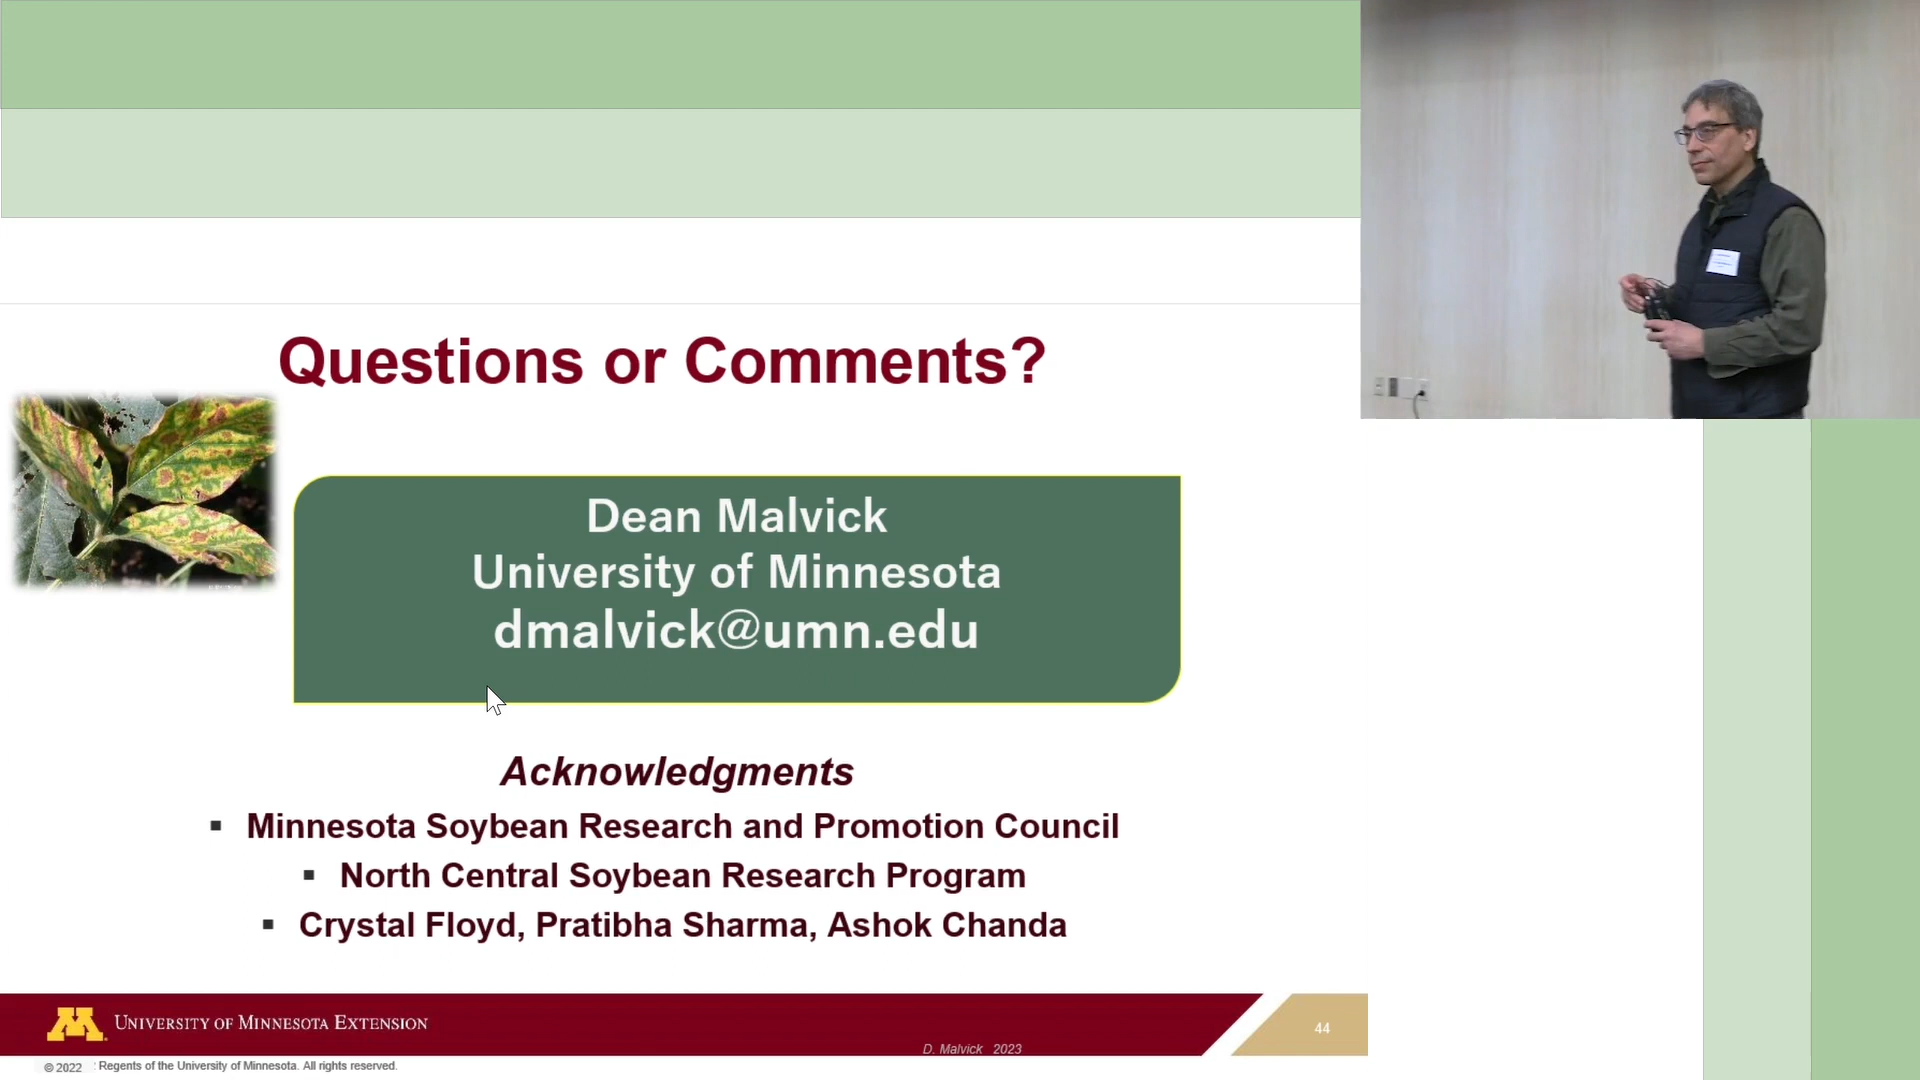 Questions or Comments?
Dean Malvick
University of Minnesota
dmalvick@umn.edu
Acknowledgments
▪ Minnesota Soybean Research and Promotion Council
▪ North Central Soybean Research Program
▪ Crystal Floyd, Pratibha Sharma, Ashok Chanda
UNIVERSITY OF MINNESOTA EXTENSION
D. Malvick 2023
44
© 2022 Regents of the University of Minnesota. All rights reserved.